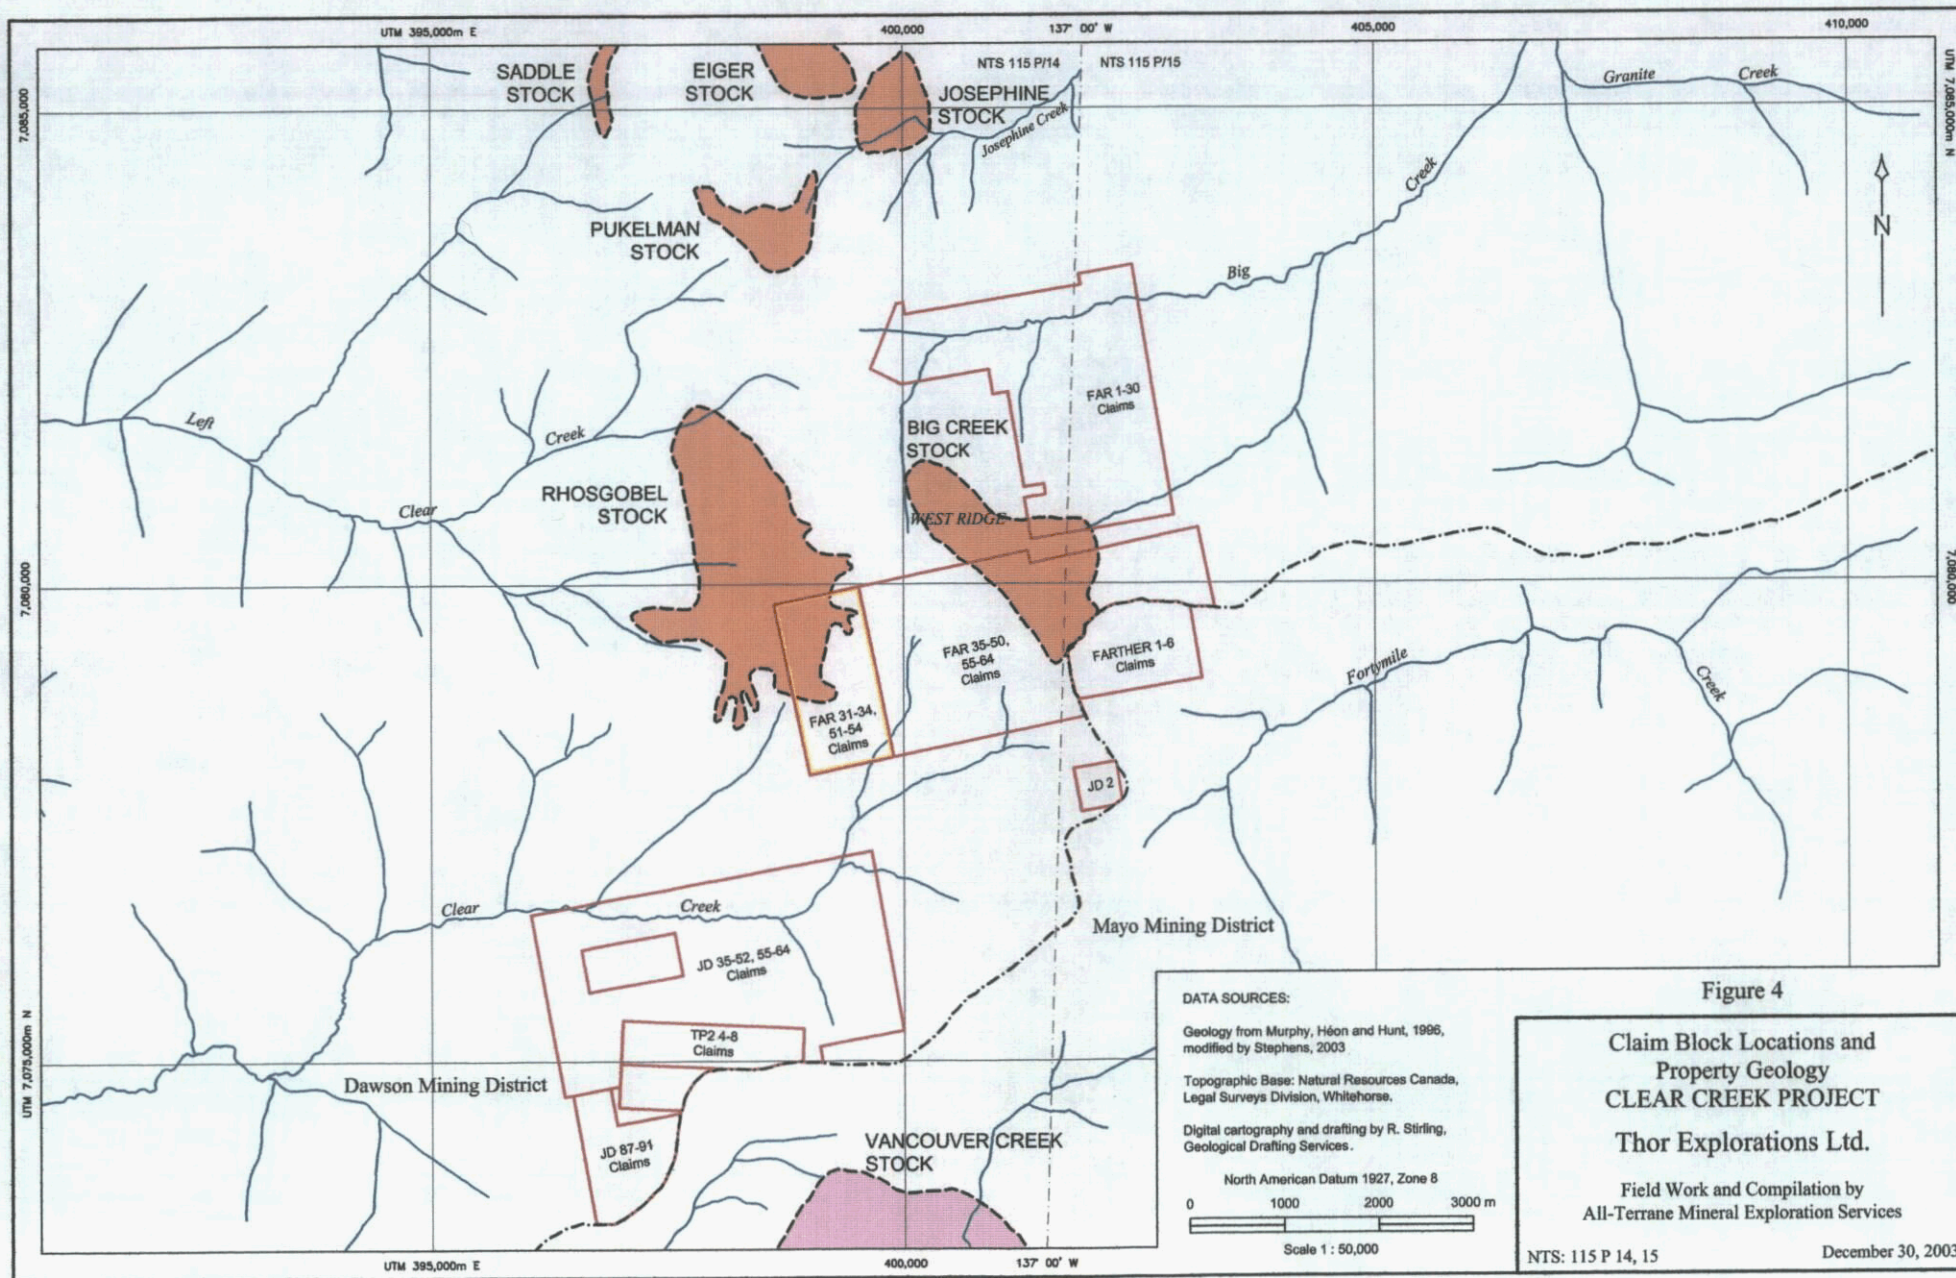 UTM 395,000m E
400,000
137° 00' W
405,000
410,000
UTM 7,085,000m N
7,085,000
NTS 115 P/14
NTS 115 P/15
SADDLE
STOCK
EIGER
STOCK
JOSEPHINE
STOCK
Josephine Creek
Granite Creek
Big Creek
N
PUKELMAN
STOCK
FAR 1-30
Claims
Left Clear Creek
BIG CREEK
STOCK
RHOSGOBEL
STOCK
WEST RIDGE
7,080,000
7,080,000
FAR 35-50,
55-64
Claims
FARTHER 1-6
Claims
Fortymile Creek
FAR 31-34,
51-54
Claims
JD 2
Clear Creek
Mayo Mining District
JD 35-52, 55-64
Claims
TP2 4-8
Claims
UTM 7,075,000m N
Dawson Mining District
JD 87-91
Claims
VANCOUVER CREEK
STOCK
UTM 395,000m E
400,000
137° 00' W
DATA SOURCES:
Geology from Murphy, Héon and Hunt, 1996,
modified by Stephens, 2003
Topographic Base: Natural Resources Canada,
Legal Surveys Division, Whitehorse.
Digital cartography and drafting by R. Stirling,
Geological Drafting Services.
North American Datum 1927, Zone 8
0 1000 2000 3000 m
Scale 1 : 50,000
Figure 4
Claim Block Locations and
Property Geology
CLEAR CREEK PROJECT
Thor Explorations Ltd.
Field Work and Compilation by
All-Terrane Mineral Exploration Services
NTS: 115 P 14, 15
December 30, 2003